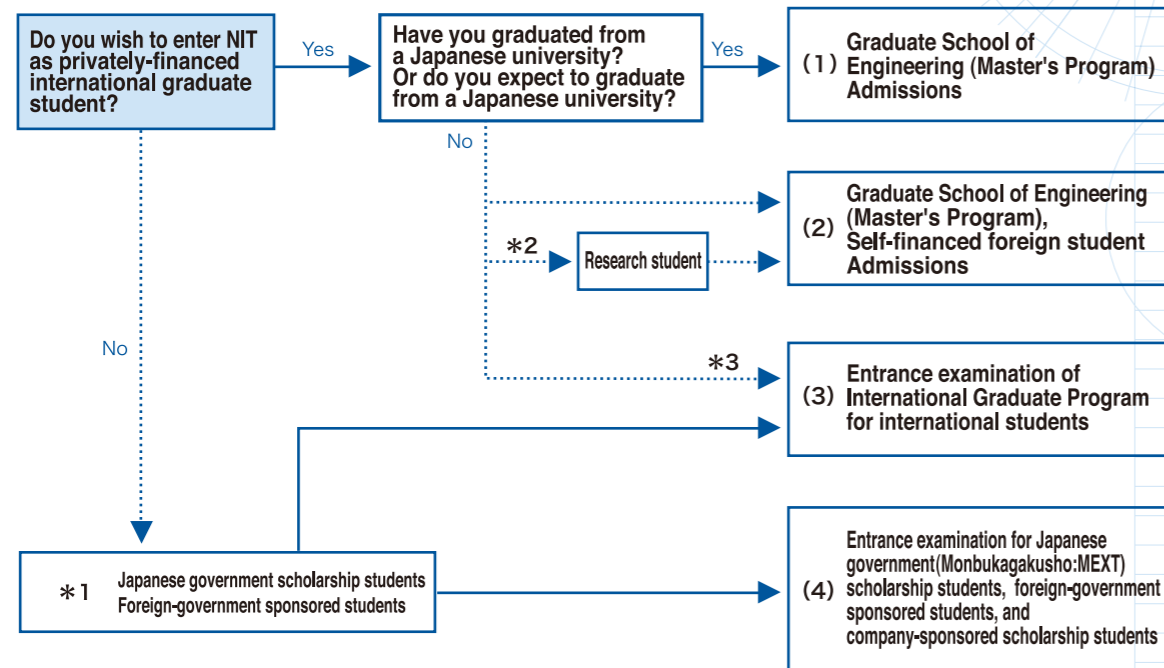 Do you wish to enter NIT
as privately-financed
international graduate
student?
Yes
Have you graduated from
a Japanese university?
Or do you expect to graduate
from a Japanese university?
Yes
(1) Graduate School of
Engineering (Master's Program)
Admissions
No
(2) Graduate School of Engineering
(Master's Program),
Self-financed foreign student
Admissions
*2
Research student
No
*3
(3) Entrance examination of
International Graduate Program
for international students
*1 Japanese government scholarship students
Foreign-government sponsored students
(4) Entrance examination for Japanese
government(Monbukagakusho:MEXT)
scholarship students, foreign-government
sponsored students, and
company-sponsored scholarship students